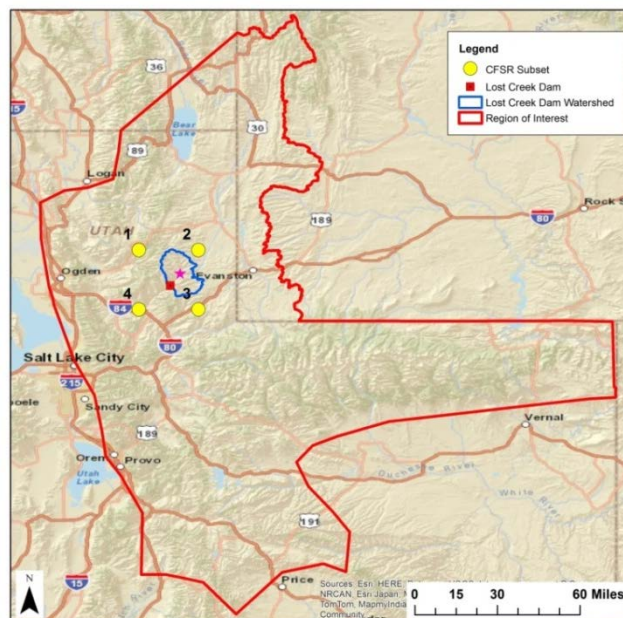 Legend
CFSR Subset
Lost Creek Dam
Lost Creek Dam Watershed
Region of Interest
36
Bear
Lake
30
89
Logan
189
80
UTAH
1
2
Ogden
Evanston
4
3
84
80
Salt Lake City
215
Sandy City
189
Vernal
Orem
Provo
Utah
Lake
Duchesne River
White River
191
15
Price
N
Sources: Esri, HERE,
NRCAN, Esri Japan,
TomTom, MapmyIndia
Community
0 15 30 60 Miles